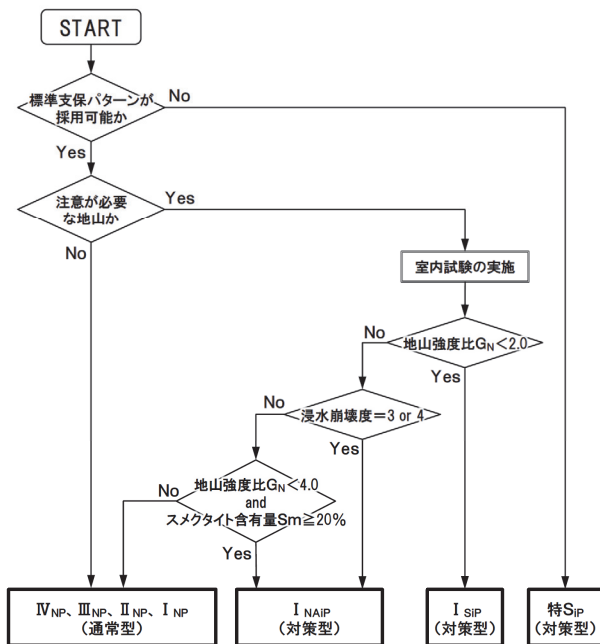 START
標準支保パターンが
採用可能か
No
Yes
注意が必要
な地山か
Yes
No
室内試験の実施
地山強度比GN<2.0
No
Yes
浸水崩壊度=3 or 4
No
Yes
地山強度比GN<4.0
and
スメクタイト含有量Sm≧20%
No
Yes
ⅣNP、ⅢNP、ⅡNP、ⅠNP
(通常型)
ⅠNAiP
(対策型)
ⅠSiP
(対策型)
特SiP
(対策型)